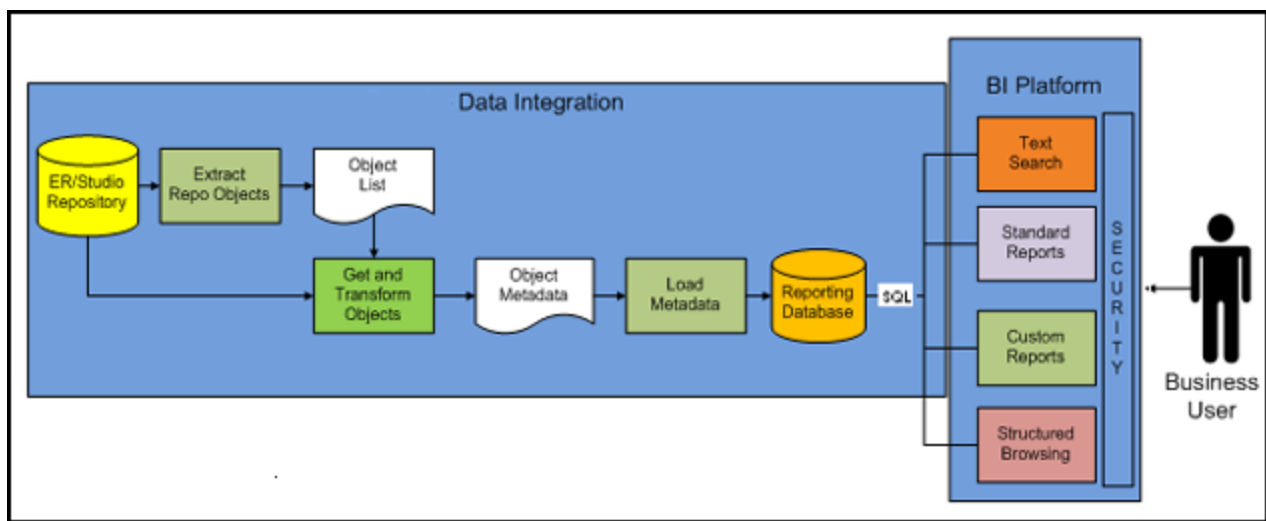 Data Integration
BI Platform
ER/Studio
Repository
Extract
Repo Objects
Object
List
Get and
Transform
Objects
Object
Metadata
Load
Metadata
Reporting
Database
SQL
Text
Search
Standard
Reports
Custom
Reports
Structured
Browsing
SECURITY
Business
User